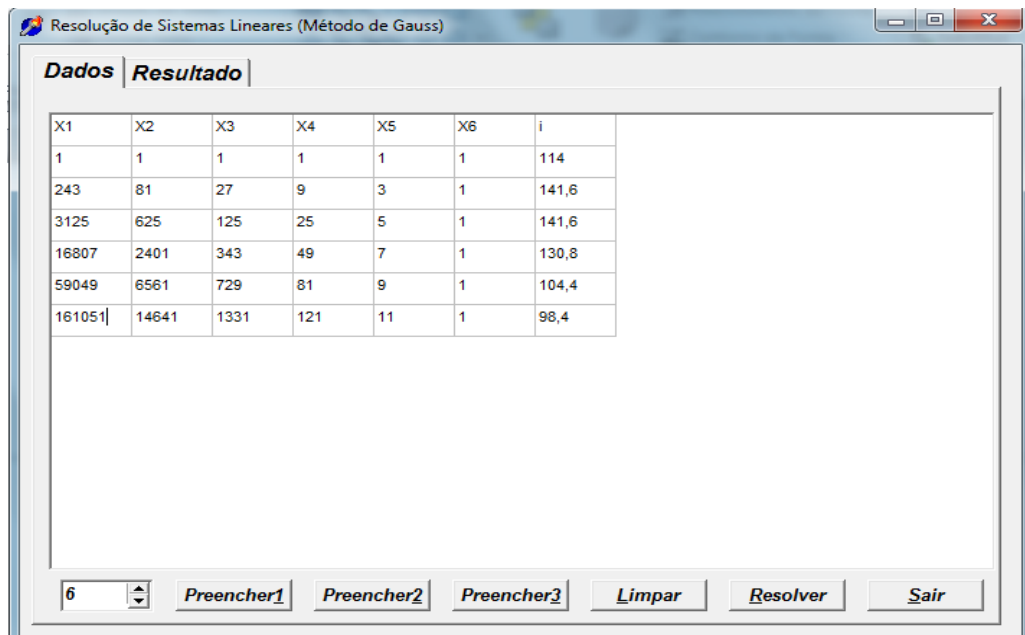 Resolução de Sistemas Lineares (Método de Gauss)
Dados Resultado
X1 X2 X3 X4 X5 X6 i
1 1 1 1 1 1 114
243 81 27 9 3 1 141,6
3125 625 125 25 5 1 141,6
16807 2401 343 49 7 1 130,8
59049 6561 729 81 9 1 104,4
161051 14641 1331 121 11 1 98,4
6 Preencher1 Preencher2 Preencher3 Limpar Resolver Sair